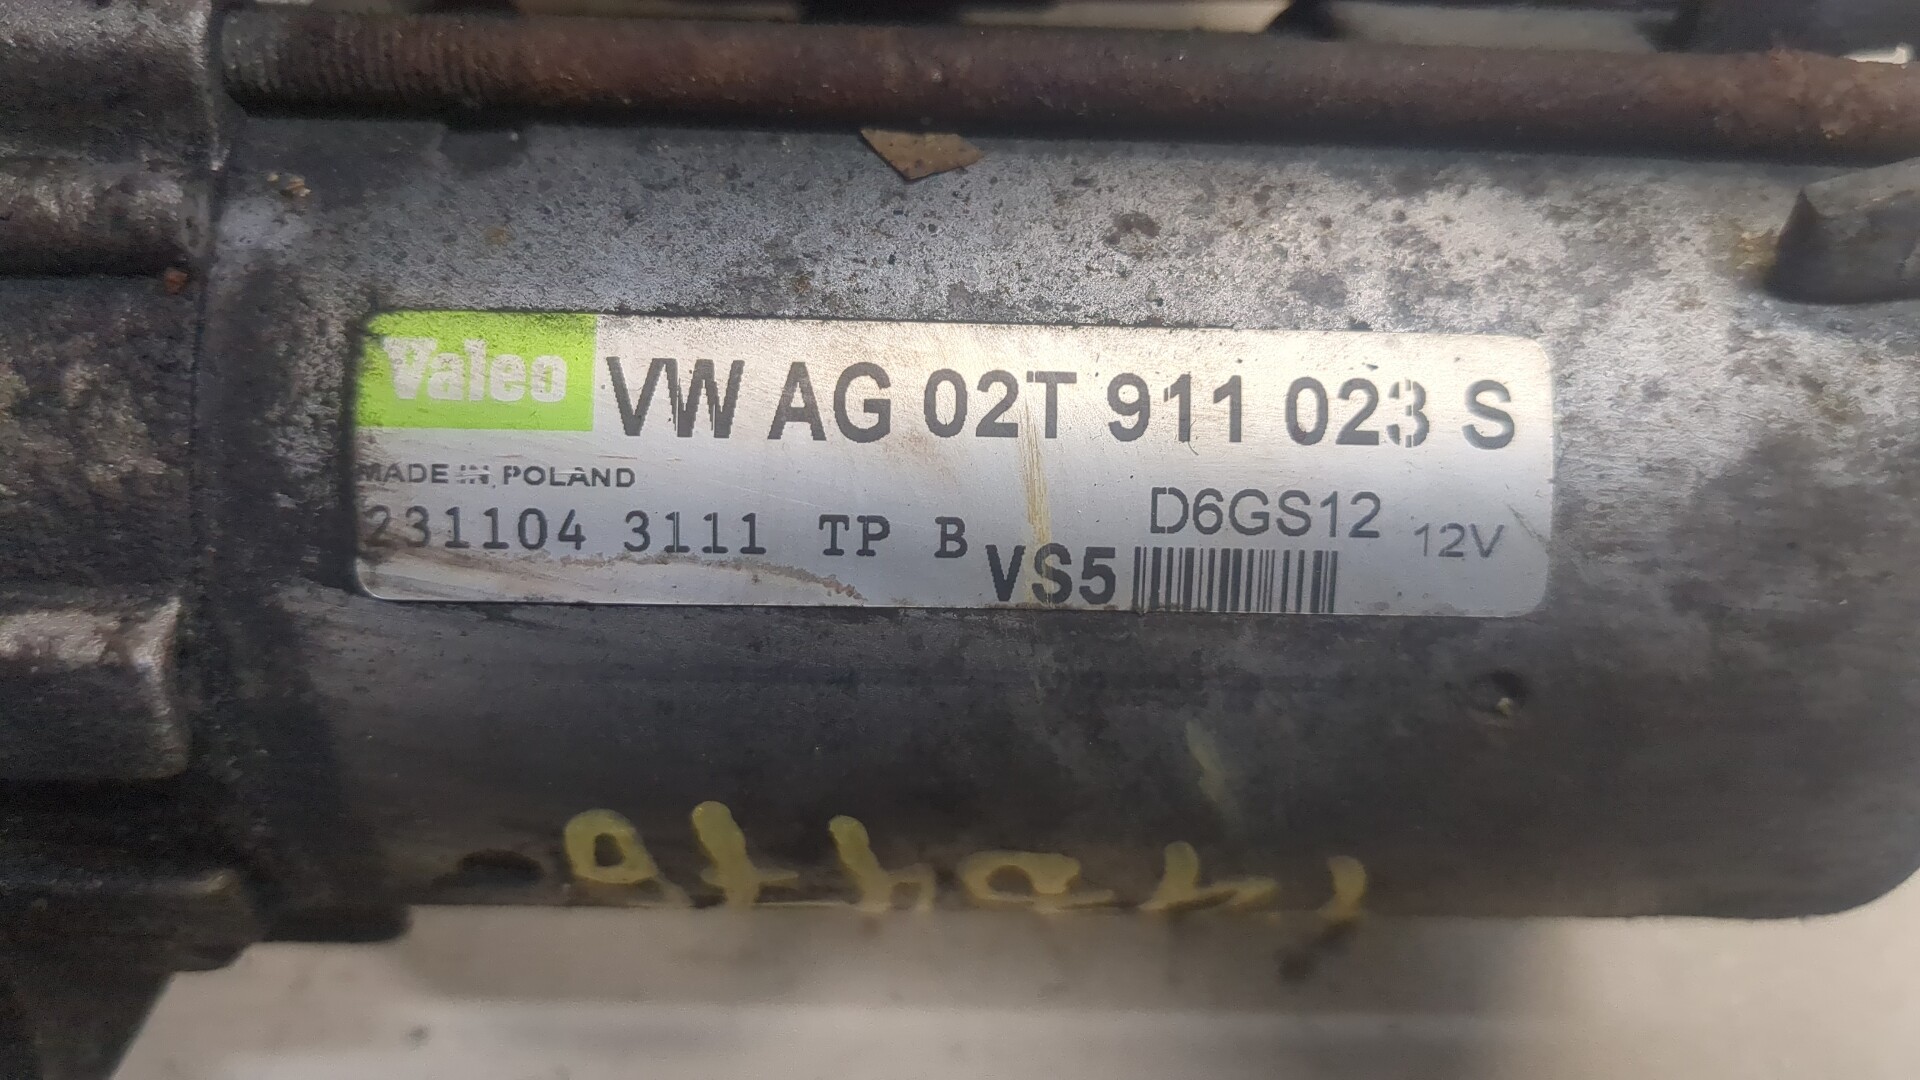 Valeo VW AG 02T 911 023 S
MADE IN POLAND
231104 3111 TP B
VS5
D6GS12 12V